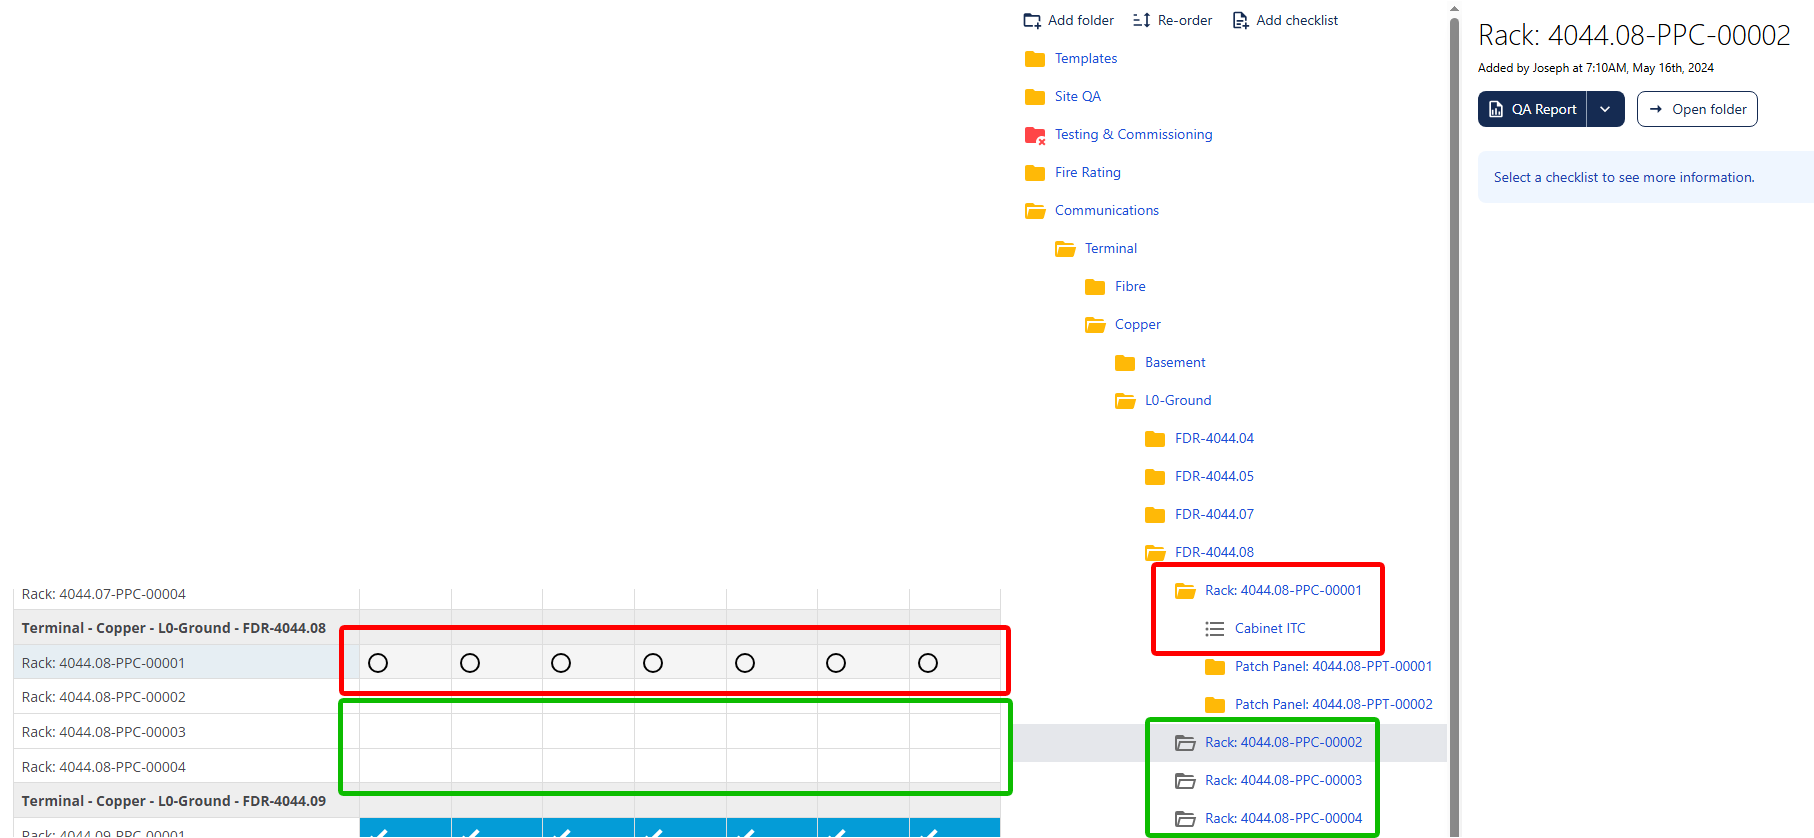 Add folder
Re-order
Add checklist
Templates
Site QA
Testing & Commissioning
Fire Rating
Communications
Terminal
Fibre
Copper
Basement
L0-Ground
FDR-4044.04
FDR-4044.05
FDR-4044.07
FDR-4044.08
Rack: 4044.08-PPC-00001
Cabinet ITC
Patch Panel: 4044.08-PPT-00001
Patch Panel: 4044.08-PPT-00002
Rack: 4044.08-PPC-00002
Rack: 4044.08-PPC-00003
Rack: 4044.08-PPC-00004
Rack: 4044.08-PPC-00002
Added by Joseph at 7:10AM, May 16th, 2024
QA Report
Open folder
Select a checklist to see more information.
Rack: 4044.07-PPC-00004
Terminal - Copper - L0-Ground - FDR-4044.08
Rack: 4044.08-PPC-00001
Rack: 4044.08-PPC-00002
Rack: 4044.08-PPC-00003
Rack: 4044.08-PPC-00004
Terminal - Copper - L0-Ground - FDR-4044.09
Rack: 4044.09-PPC-00001